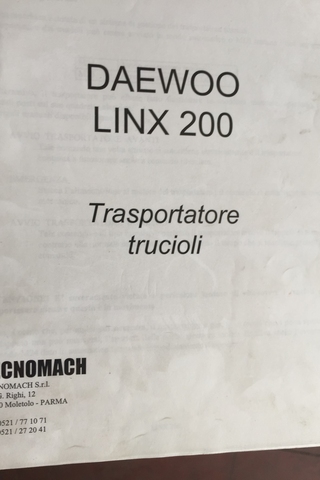 DAEWOO
LINX 200
Trasportatore
trucioli
CNOMACH
NOMACH S.r.l.
. Righi, 12
0 Moletolo - PARMA
0521 / 77 10 71
0521 / 27 20 41